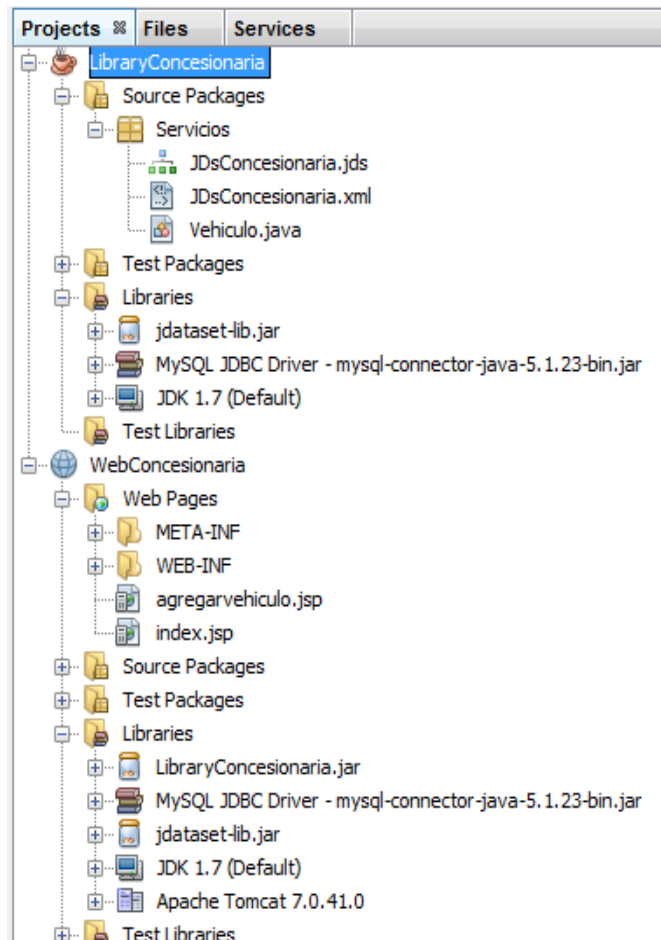 Projects Files Services
LibraryConcesionaria
Source Packages
Servicios
JDsConcesionaria.jds
JDsConcesionaria.xml
Vehiculo.java
Test Packages
Libraries
jdataset-lib.jar
MySQL JDBC Driver - mysql-connector-java-5.1.23-bin.jar
JDK 1.7 (Default)
Test Libraries
WebConcesionaria
Web Pages
META-INF
WEB-INF
agregarvehiculo.jsp
index.jsp
Source Packages
Test Packages
Libraries
LibraryConcesionaria.jar
MySQL JDBC Driver - mysql-connector-java-5.1.23-bin.jar
jdataset-lib.jar
JDK 1.7 (Default)
Apache Tomcat 7.0.41.0
Test Libraries